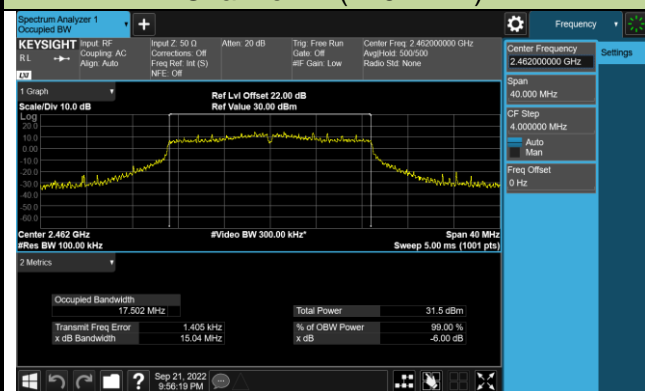 Spectrum Analyzer 1
Occupied BW
Frequency
KEYSIGHT
RL
Input: RF
Coupling: AC
Align: Auto
Input Z: 50 Ω
Corrections: Off
Freq Ref: Int (S)
NFE: Off
Atten: 20 dB
Trig: Free Run
Gate: Off
#IF Gain: Low
Center Freq: 2.462000000 GHz
Avg|Hold: 500/500
Radio Std: None
Center Frequency
2.462000000 GHz
Settings
Span
40.000 MHz
CF Step
4.000000 MHz
Auto
Man
Freq Offset
0 Hz
1 Graph
Scale/Div 10.0 dB
Ref Lvl Offset 22.00 dB
Ref Value 30.00 dBm
Log
20.0
10.0
0.00
-10.0
-20.0
-30.0
-40.0
-50.0
-60.0
Center 2.462 GHz
#Res BW 100.00 kHz
#Video BW 300.00 kHz*
Span 40 MHz
Sweep 5.00 ms (1001 pts)
2 Metrics
Occupied Bandwidth
17.502 MHz
Total Power 31.5 dBm
Transmit Freq Error 1.405 kHz
% of OBW Power 99.00 %
x dB Bandwidth 15.04 MHz
x dB -6.00 dB
Sep 21, 2022
9:56:19 PM